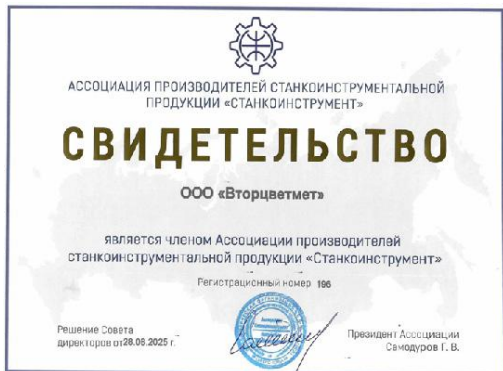 АССОЦИАЦИЯ ПРОИЗВОДИТЕЛЕЙ СТАНКОИНСТРУМЕНТАЛЬНОЙ
ПРОДУКЦИИ «СТАНКОИНСТРУМЕНТ»
СВИДЕТЕЛЬСТВО
ООО «Вторцветмет»
является членом Ассоциации производителей
станкоинструментальной продукции «Станкоинструмент»
Регистрационный номер 196
Решение Совета
директоров от 28.08.2025 г.
Президент Ассоциации
Самодуров Г. В.